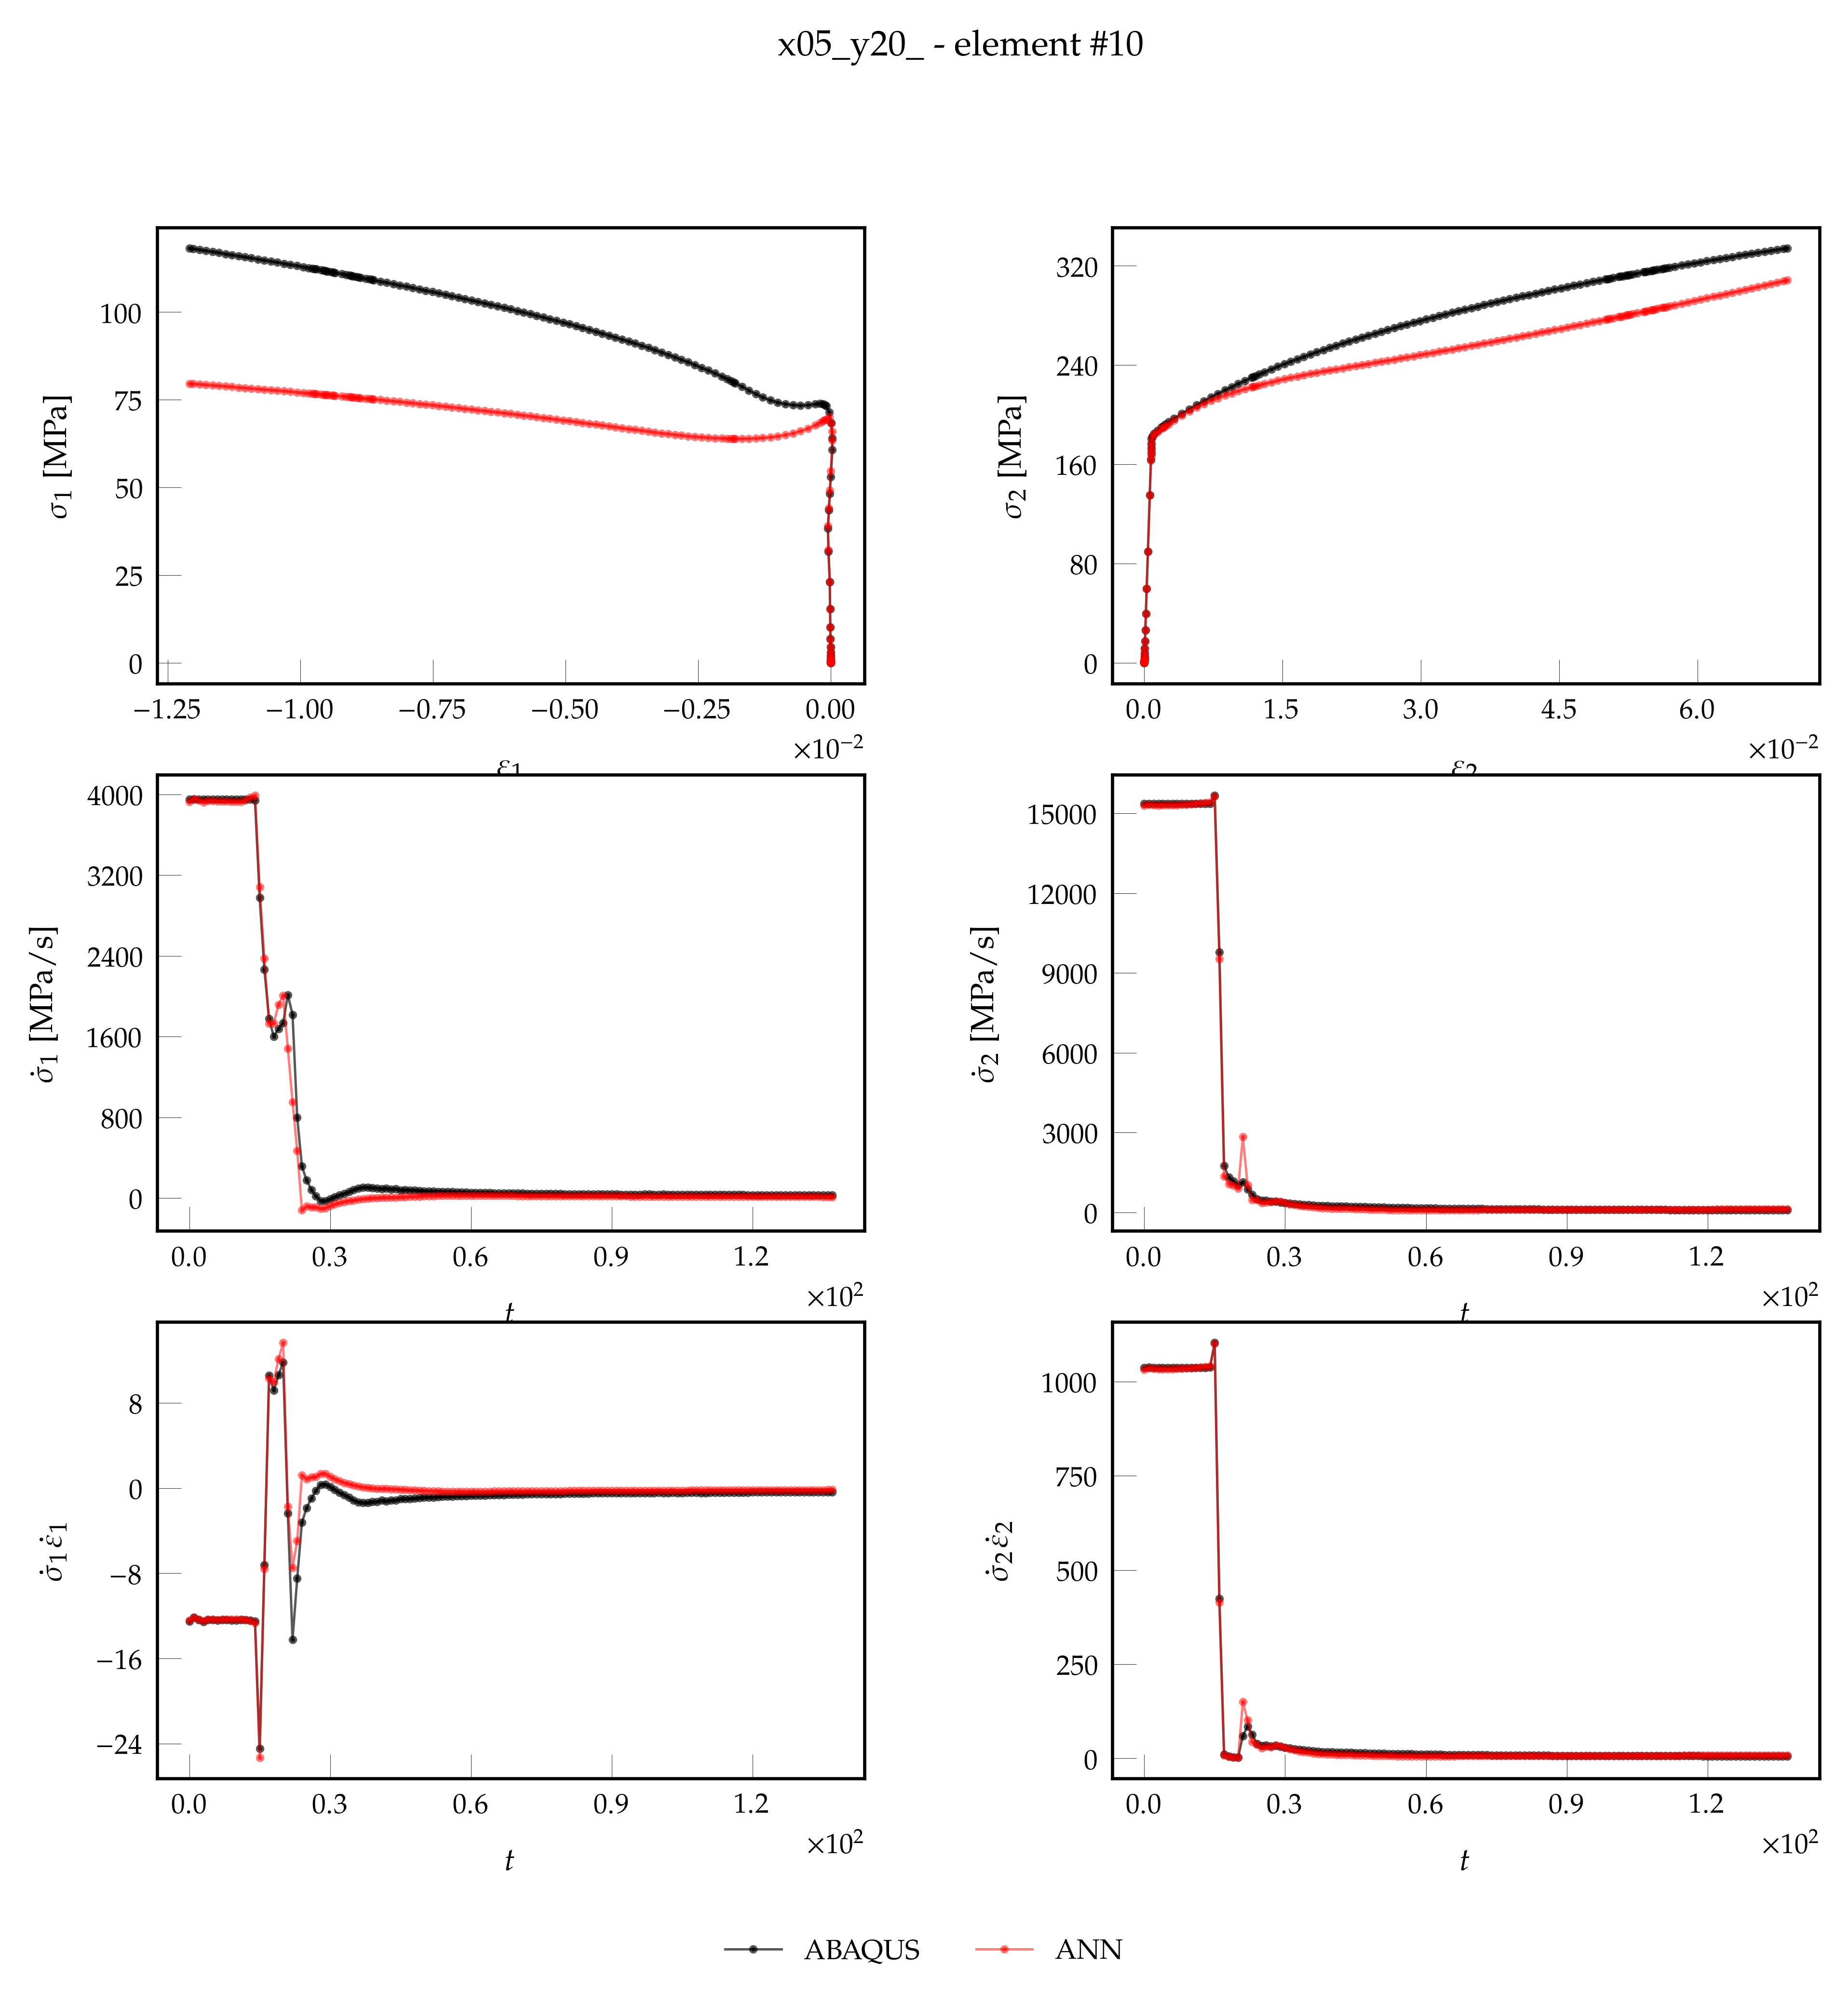 x05_y20_ - element #10
σ1 [MPa]
100
75
50
25
0
−1.25 −1.00 −0.75 −0.50 −0.25 0.00
×10−2
ε1
σ2 [MPa]
320
240
160
80
0
0.0 1.5 3.0 4.5 6.0
×10−2
ε2
σ̇1 [MPa/s]
4000
3200
2400
1600
800
0
0.0 0.3 0.6 0.9 1.2
×10²
t
σ̇2 [MPa/s]
15000
12000
9000
6000
3000
0
0.0 0.3 0.6 0.9 1.2
×10²
t
σ̇1ε̇1
8
0
−8
−16
−24
0.0 0.3 0.6 0.9 1.2
×10²
t
σ̇2ε̇2
1000
750
500
250
0
0.0 0.3 0.6 0.9 1.2
×10²
t
ABAQUS ANN